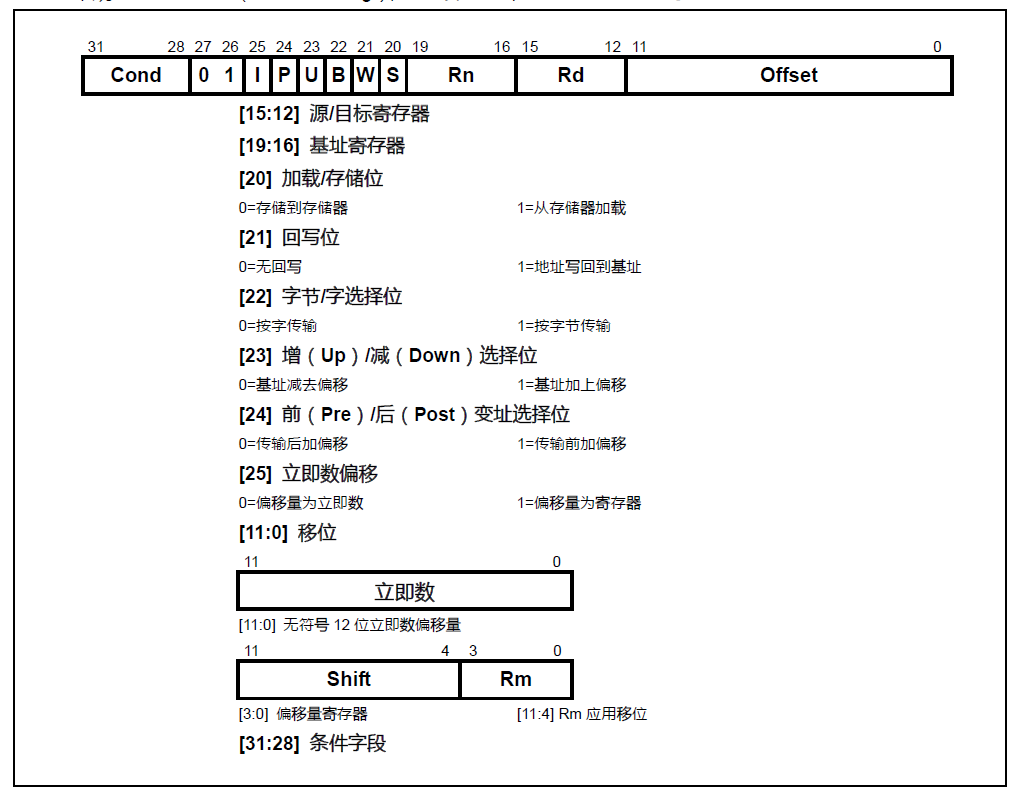 31 28 27 26 25 24 23 22 21 20 19 16 15 12 11 0
Cond 0 1 I P U B W S Rn Rd Offset
[15:12] 源/目标寄存器
[19:16] 基址寄存器
[20] 加载/存储位
0=存储到存储器 1=从存储器加载
[21] 回写位
0=无回写 1=地址写回到基址
[22] 字节/字选择位
0=按字传输 1=按字节传输
[23] 增（Up）/减（Down）选择位
0=基址减去偏移 1=基址加上偏移
[24] 前（Pre）/后（Post）变址选择位
0=传输后加偏移 1=传输前加偏移
[25] 立即数偏移
0=偏移量为立即数 1=偏移量为寄存器
[11:0] 移位
11 0
立即数
[11:0] 无符号 12 位立即数偏移量
11 4 3 0
Shift Rm
[3:0] 偏移量寄存器 [11:4] Rm 应用移位
[31:28] 条件字段